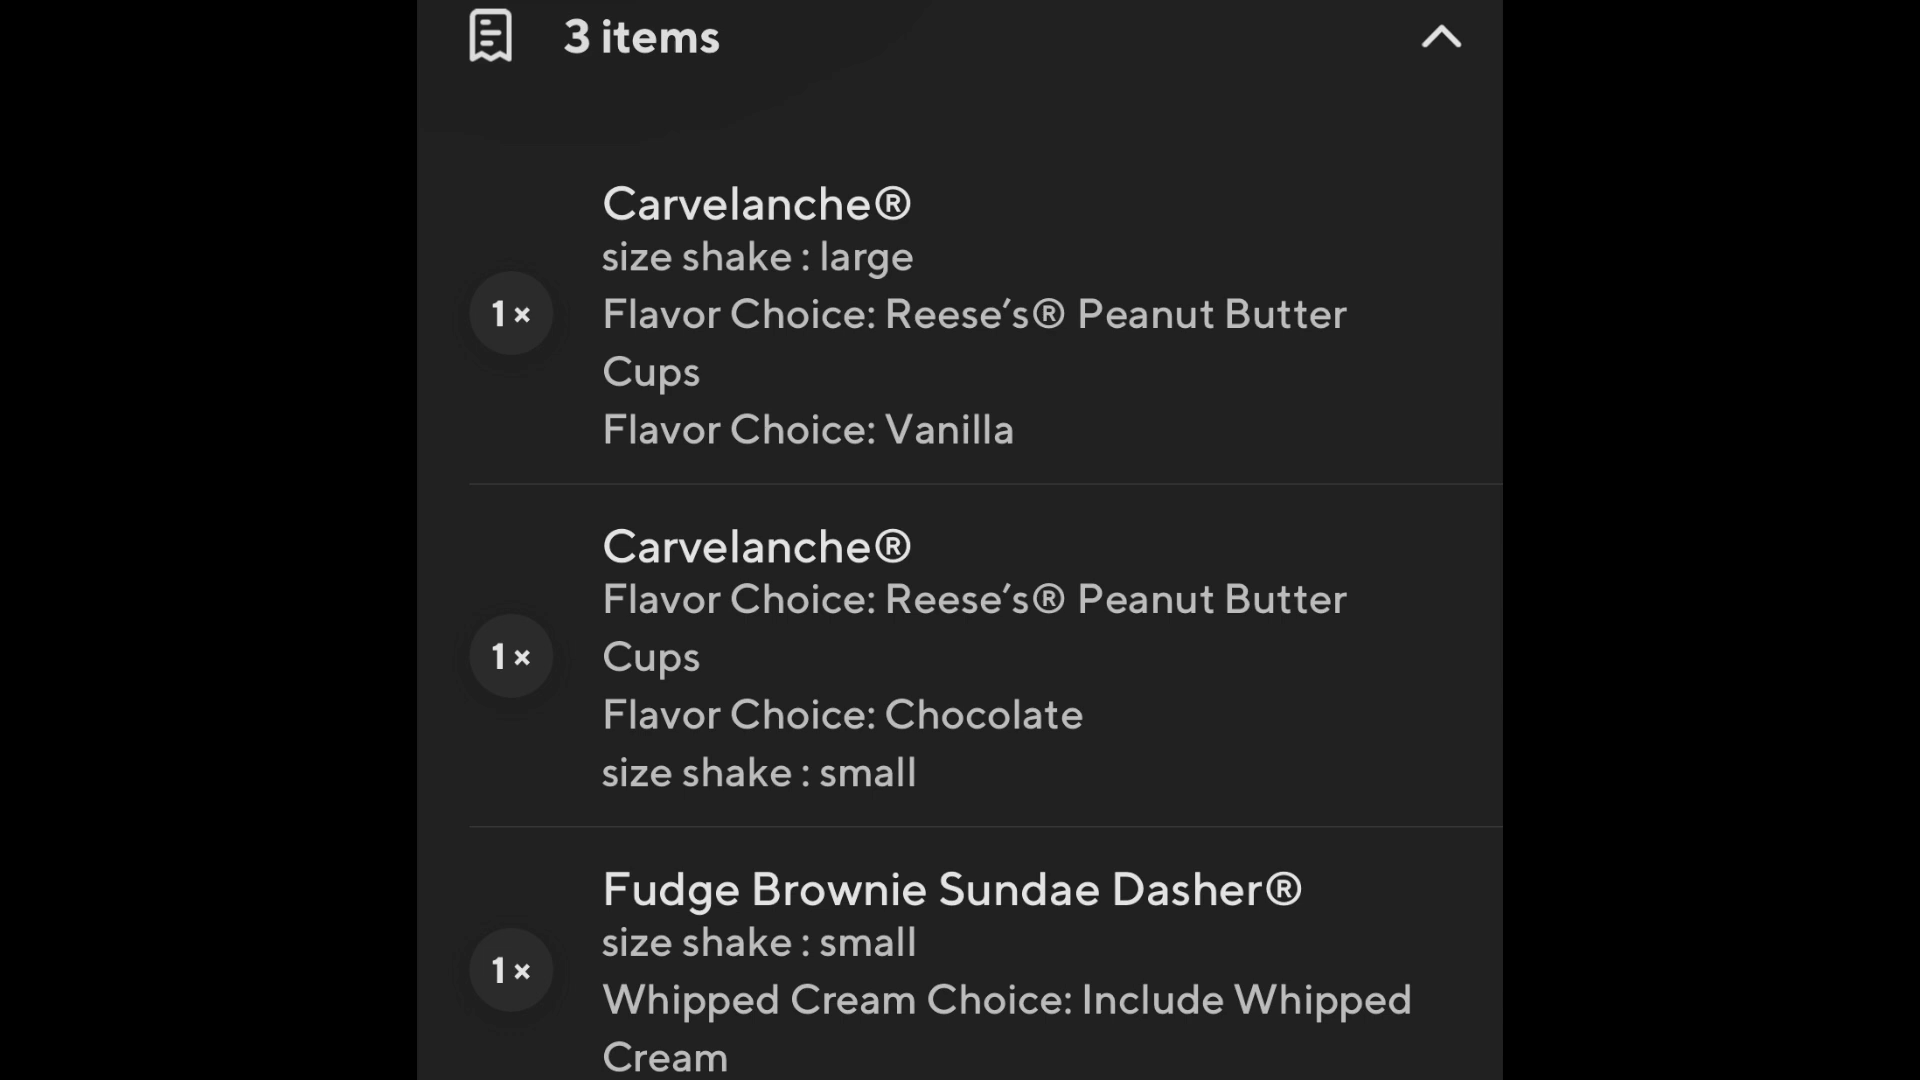 3 items
Carvelanche®
size shake : large
1 ×
Flavor Choice: Reese’s® Peanut Butter
Cups
Flavor Choice: Vanilla
Carvelanche®
Flavor Choice: Reese’s® Peanut Butter
1 ×
Cups
Flavor Choice: Chocolate
size shake : small
Fudge Brownie Sundae Dasher®
size shake : small
1 ×
Whipped Cream Choice: Include Whipped
Cream